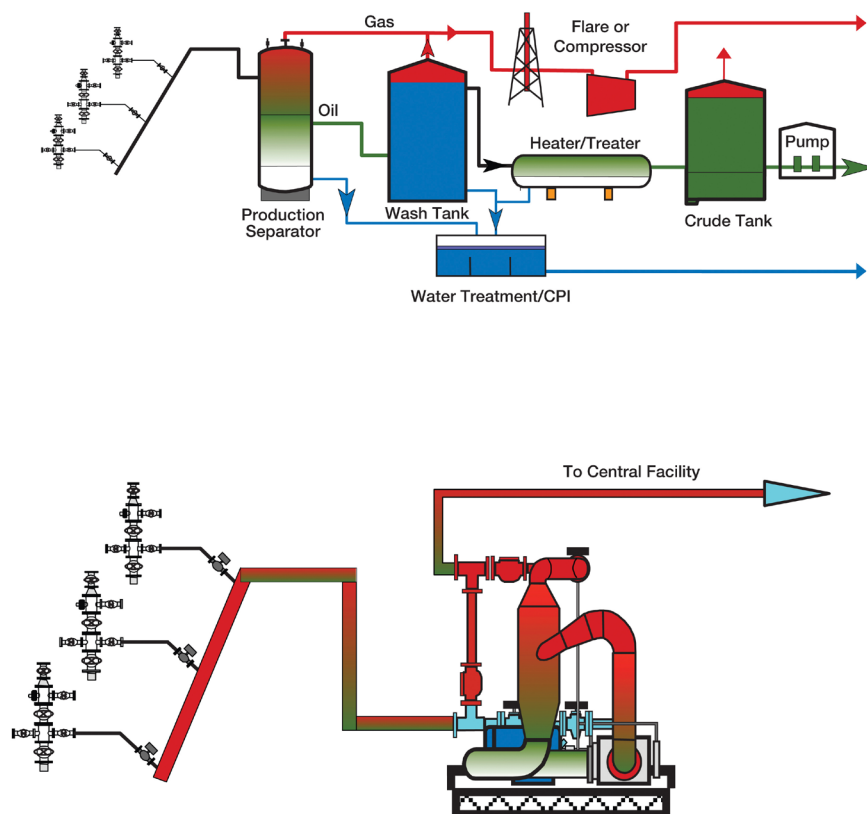 Gas
Flare or
Compressor
Oil
Heater/Treater
Pump
Production
Separator
Wash Tank
Crude Tank
Water Treatment/CPI
To Central Facility